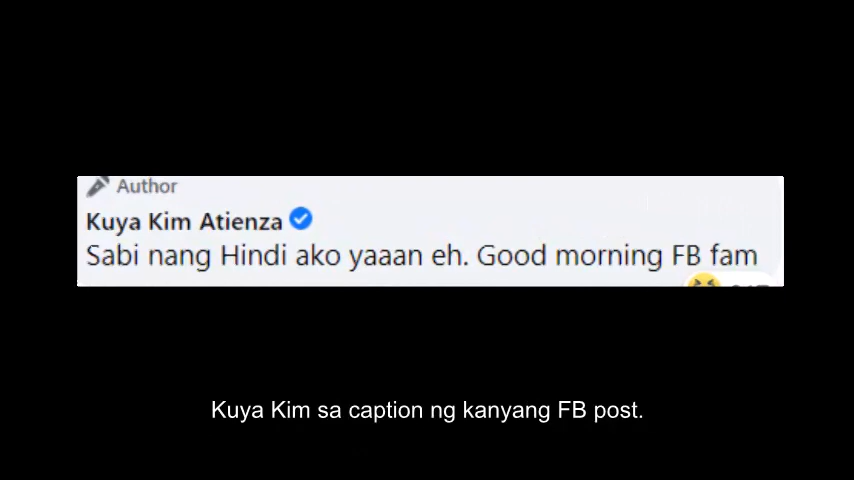 Author
Kuya Kim Atienza
Sabi nang Hindi ako yaaan eh. Good morning FB fam
Kuya Kim sa caption ng kanyang FB post.